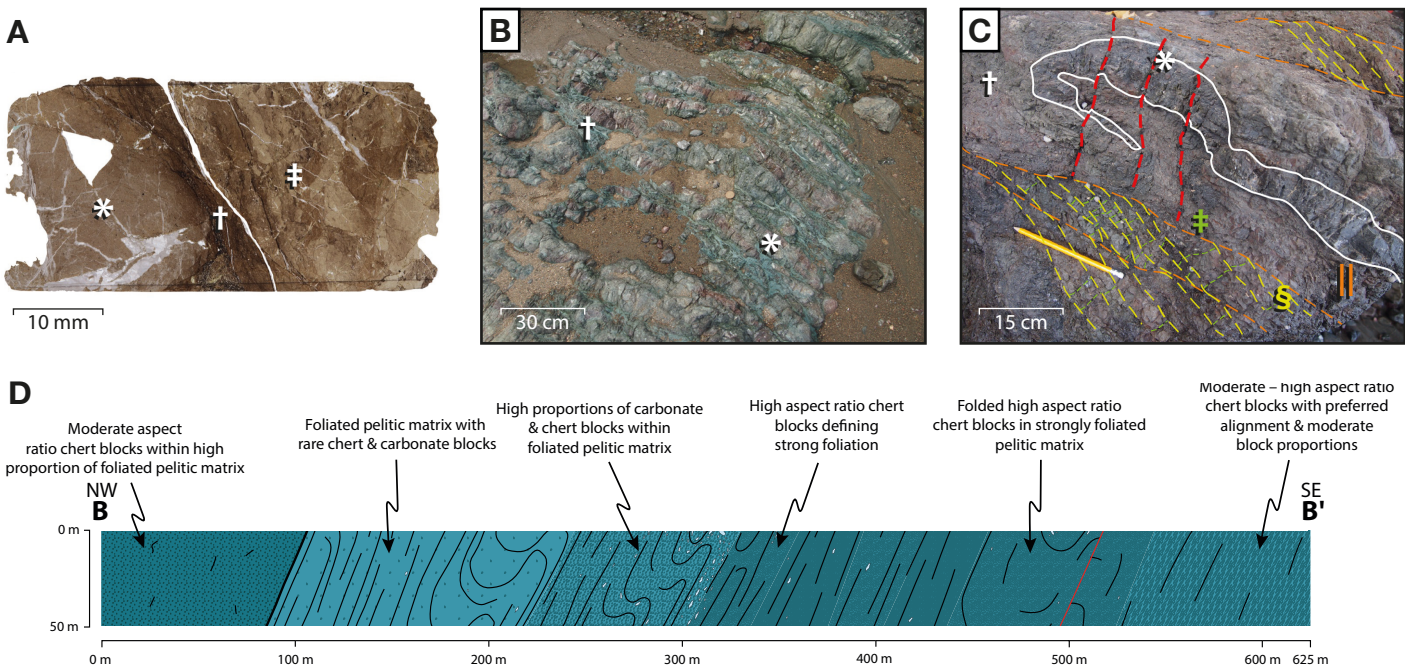 A
*
†
‡
10 mm
B
†
*
30 cm
C
†
*
‡
§
||
15 cm
D
Moderate aspect
ratio chert blocks within high
proportion of foliated pelitic matrix
Foliated pelitic matrix with
rare chert & carbonate blocks
High proportions of carbonate
& chert blocks within
foliated pelitic matrix
High aspect ratio chert
blocks defining
strong foliation
Folded high aspect ratio
chert blocks in strongly foliated
pelitic matrix
Moderate – high aspect ratio
chert blocks with preferred
alignment & moderate
block proportions
NW
B
SE
B'
0 m
50 m
0 m
100 m
200 m
300 m
400 m
500 m
600 m
625 m